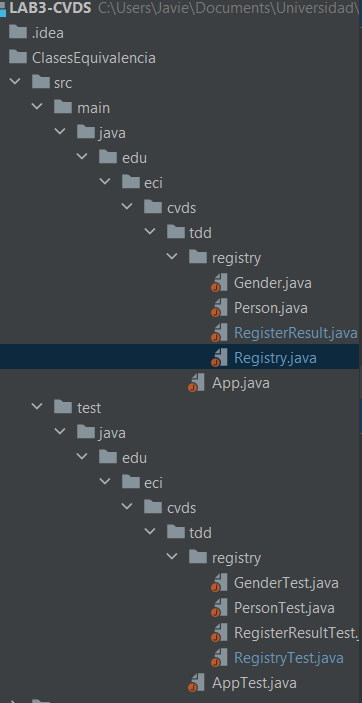 LAB3-CVDS C:\Users\Javie\Documents\Universidad\
.idea
ClasesEquivalencia
src
main
java
edu
eci
cvds
tdd
registry
Gender.java
Person.java
RegisterResult.java
Registry.java
App.java
test
java
edu
eci
cvds
tdd
registry
GenderTest.java
PersonTest.java
RegisterResultTest.
RegistryTest.java
AppTest.java